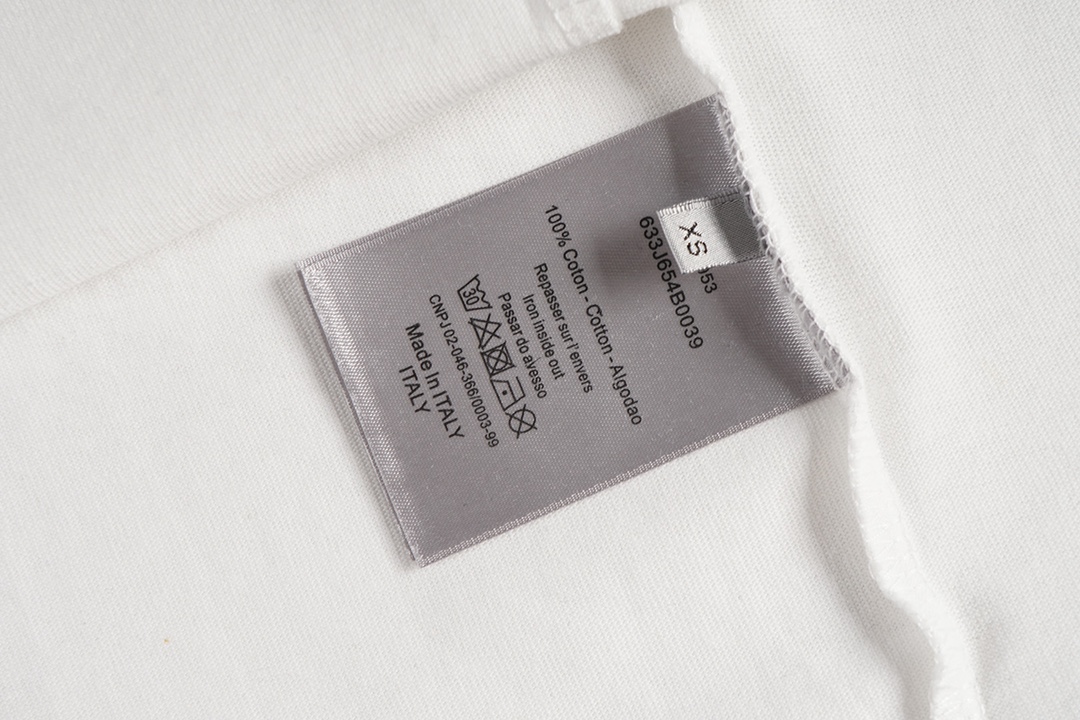 XS
633J654B0039
100% Coton - Cotton - Algodao
Repasser sur l'envers
Iron inside out
Passar do avesso
30
CNPJ 02-046-366/0003-99
Made In ITALY
ITALY